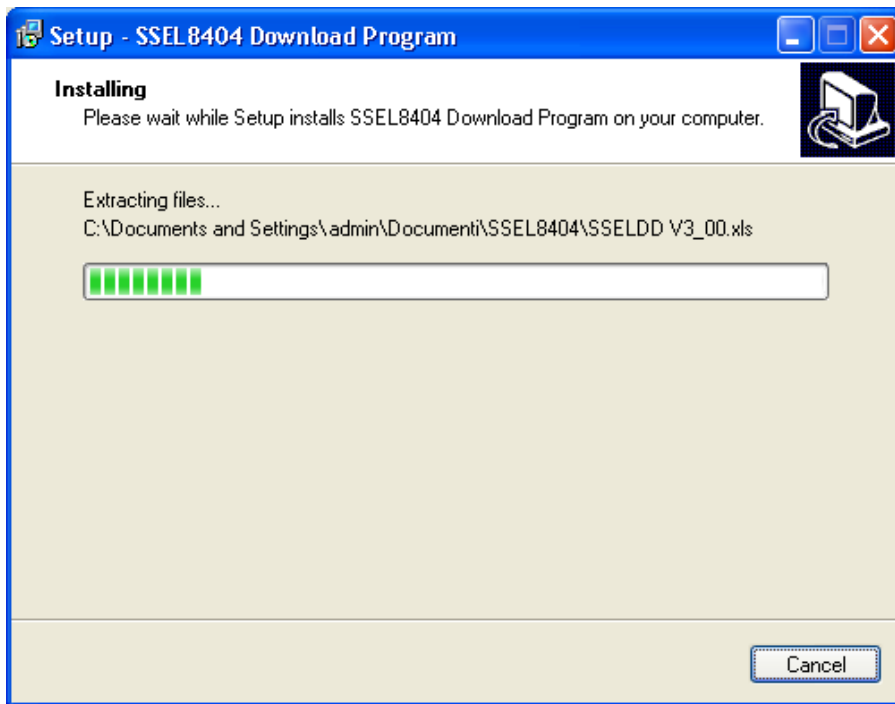 Setup - SSEL8404 Download Program
Installing
Please wait while Setup installs SSEL8404 Download Program on your computer.
Extracting files...
C:\Documents and Settings\admin\Documenti\SSEL8404\SSELDD V3_00.xls
Cancel